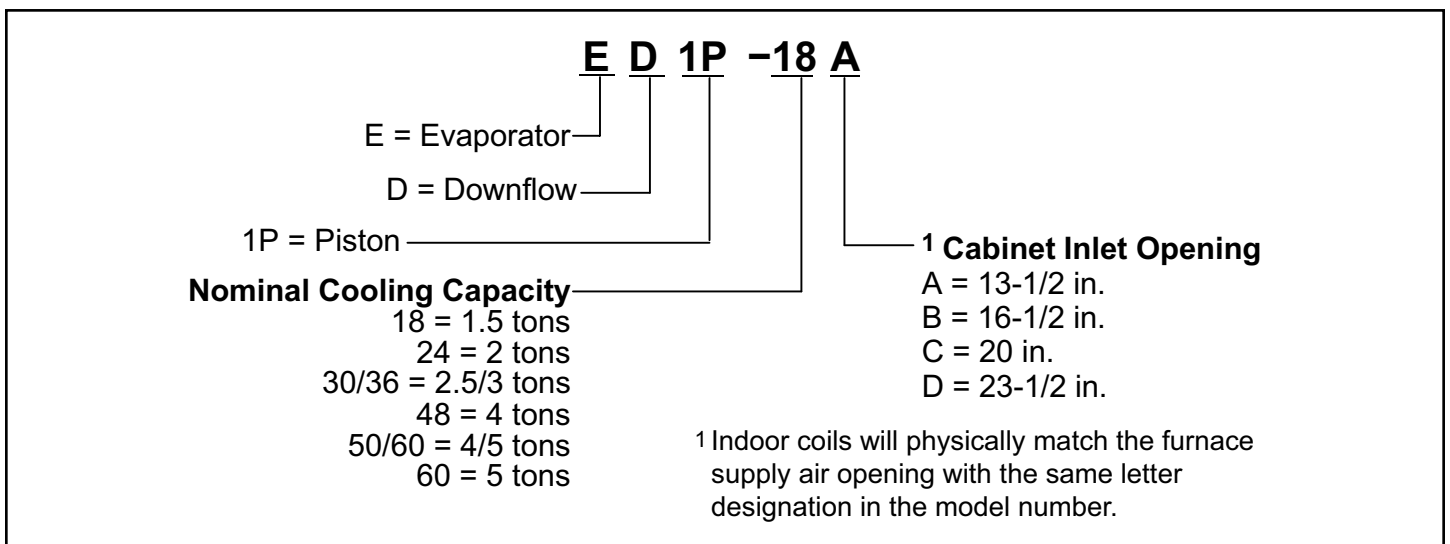 E D 1P −18 A
E = Evaporator
D = Downflow
1P = Piston
Nominal Cooling Capacity
18 = 1.5 tons
24 = 2 tons
30/36 = 2.5/3 tons
48 = 4 tons
50/60 = 4/5 tons
60 = 5 tons
1 Cabinet Inlet Opening
A = 13-1/2 in.
B = 16-1/2 in.
C = 20 in.
D = 23-1/2 in.
1 Indoor coils will physically match the furnace
supply air opening with the same letter
designation in the model number.